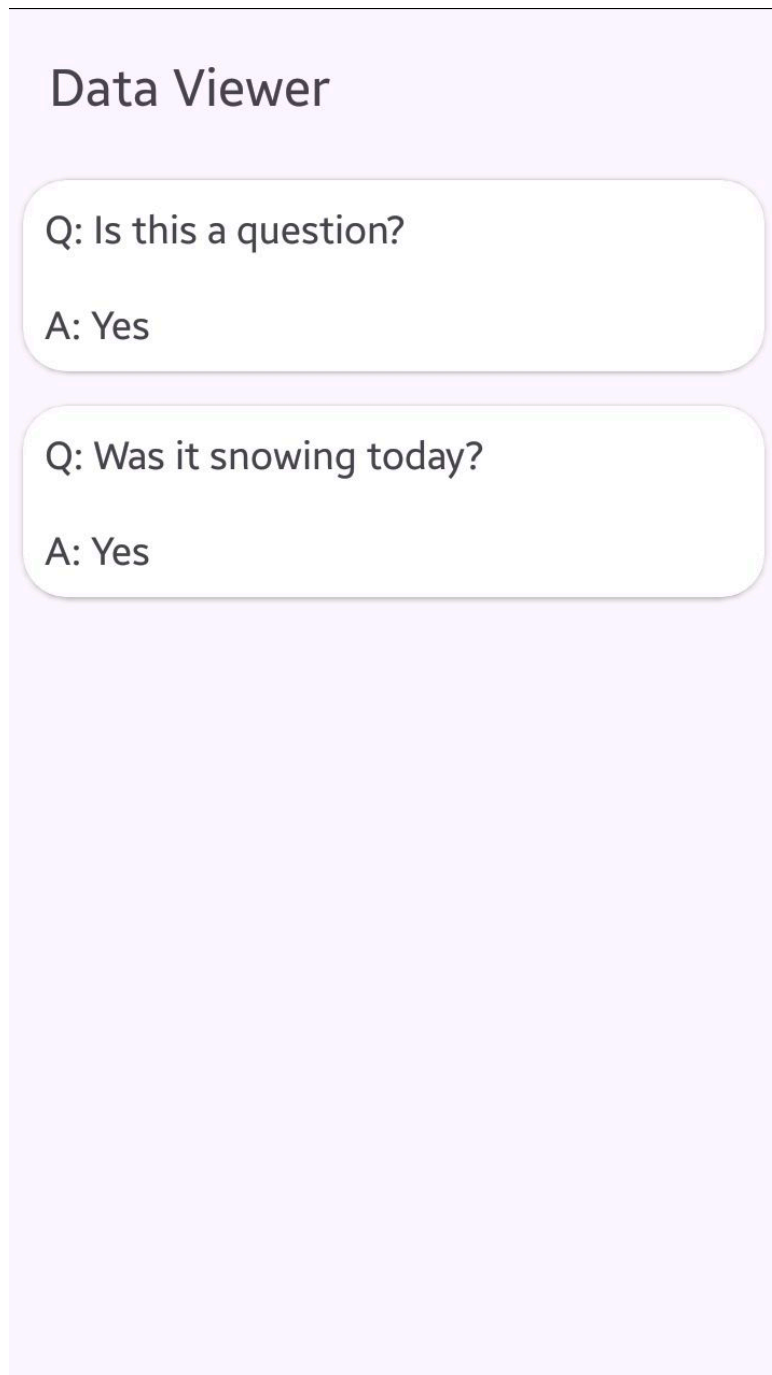 Data Viewer
Q: Is this a question?
A: Yes
Q: Was it snowing today?
A: Yes